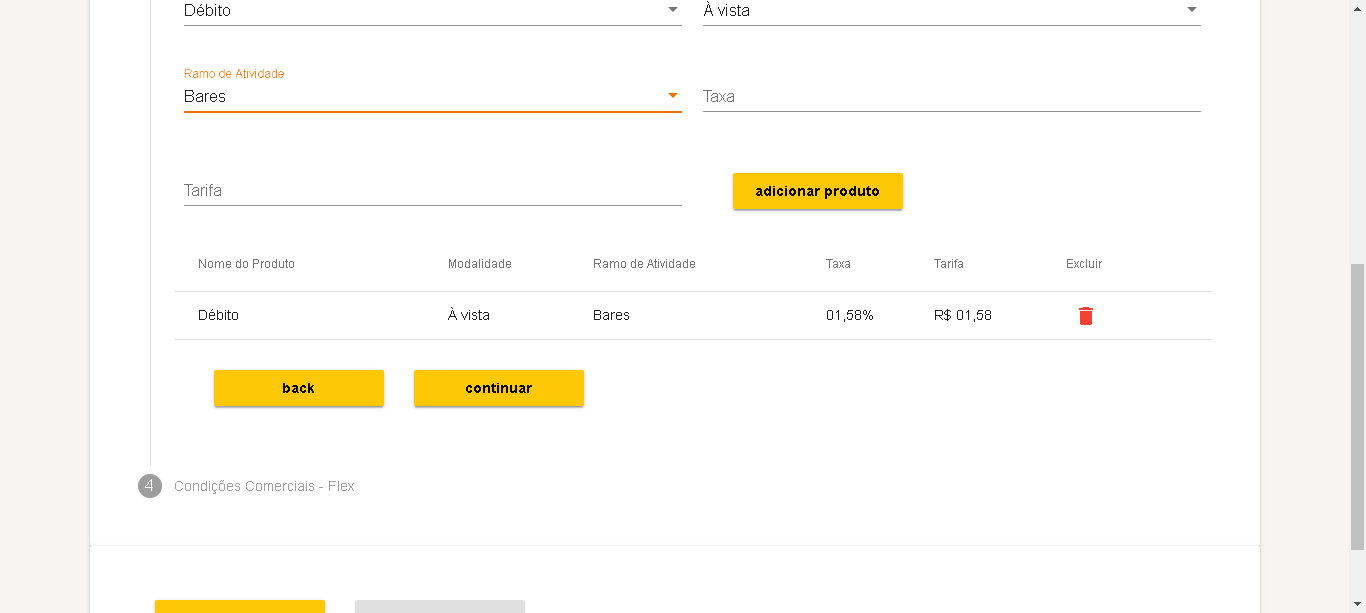 Débito À vista
Ramo de Atividade
Bares Taxa
Tarifa adicionar produto
Nome do Produto Modalidade Ramo de Atividade Taxa Tarifa Excluir
Débito À vista Bares 01,58% R$ 01,58
back continuar
4 Condições Comerciais - Flex